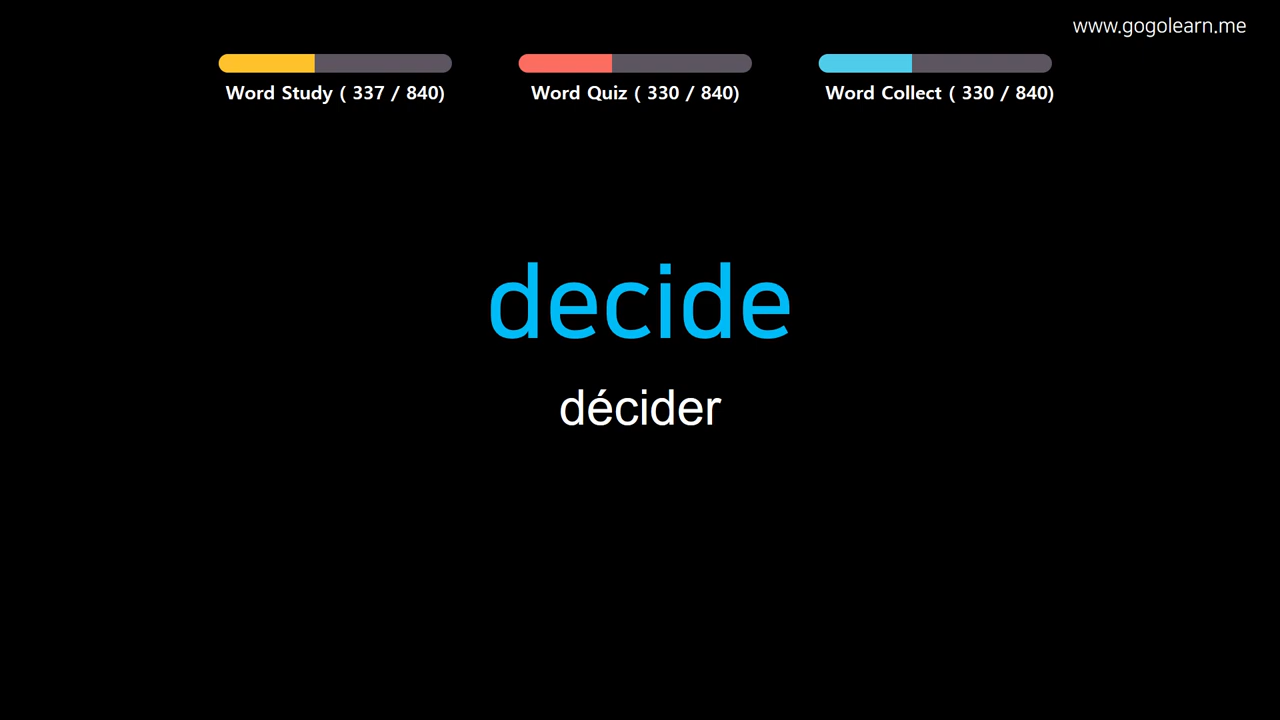 www.gogolearn.me
Word Study ( 337 / 840)
Word Quiz ( 330 / 840)
Word Collect ( 330 / 840)
decide
décider